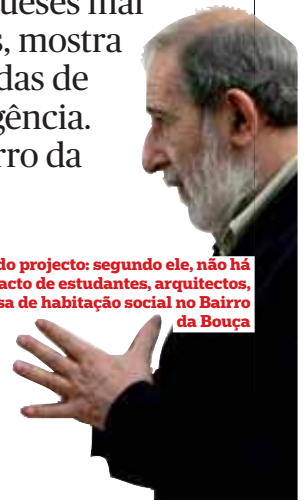 mal
mostra
das de
gência.
rro da
do projecto: segundo ele, não há
acto de estudantes, arquitectos,
sa de habitação social no Bairro
da Bouça